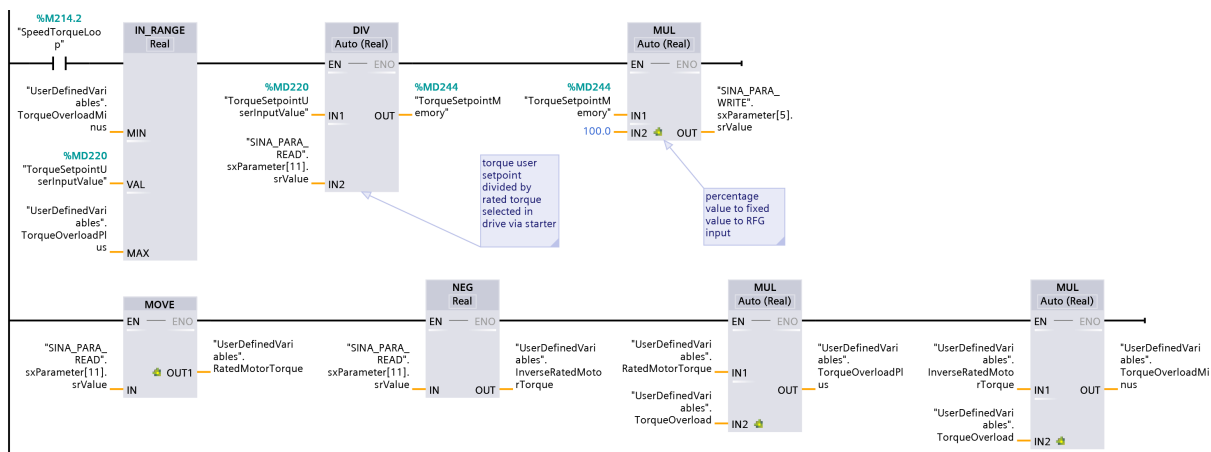 %M214.2
"SpeedTorqueLoo
p"
IN_RANGE
Real
"UserDefinedVari
ables".
TorqueOverloadMi
nus
MIN
%MD220
"TorqueSetpointU
serInputValue"
VAL
"UserDefinedVari
ables".
TorqueOverloadPl
us
MAX
DIV
Auto (Real)
EN
ENO
%MD220
"TorqueSetpointU
serInputValue"
IN1
"SINA_PARA_
READ".
sxParameter[11].
srValue
IN2
%MD244
"TorqueSetpointM
emory"
OUT
torque user
setpoint
divided by
rated torque
selected in
drive via starter
MUL
Auto (Real)
EN
ENO
%MD244
"TorqueSetpointM
emory"
IN1
100.0
IN2
OUT
"SINA_PARA_
WRITE".
sxParameter[5].
srValue
percentage
value to fixed
value to RFG
input
MOVE
EN
ENO
"SINA_PARA_
READ".
sxParameter[11].
srValue
IN
OUT1
"UserDefinedVari
ables".
RatedMotorTorque
NEG
Real
EN
ENO
"SINA_PARA_
READ".
sxParameter[11].
srValue
IN
OUT
"UserDefinedVari
ables".
InverseRatedMoto
rTorque
MUL
Auto (Real)
EN
ENO
"UserDefinedVari
ables".
RatedMotorTorque
IN1
"UserDefinedVari
ables".
TorqueOverload
IN2
OUT
"UserDefinedVari
ables".
TorqueOverloadPl
us
MUL
Auto (Real)
EN
ENO
"UserDefinedVari
ables".
InverseRatedMoto
rTorque
IN1
"UserDefinedVari
ables".
TorqueOverload
IN2
OUT
"UserDefinedVari
ables".
TorqueOverloadMi
nus